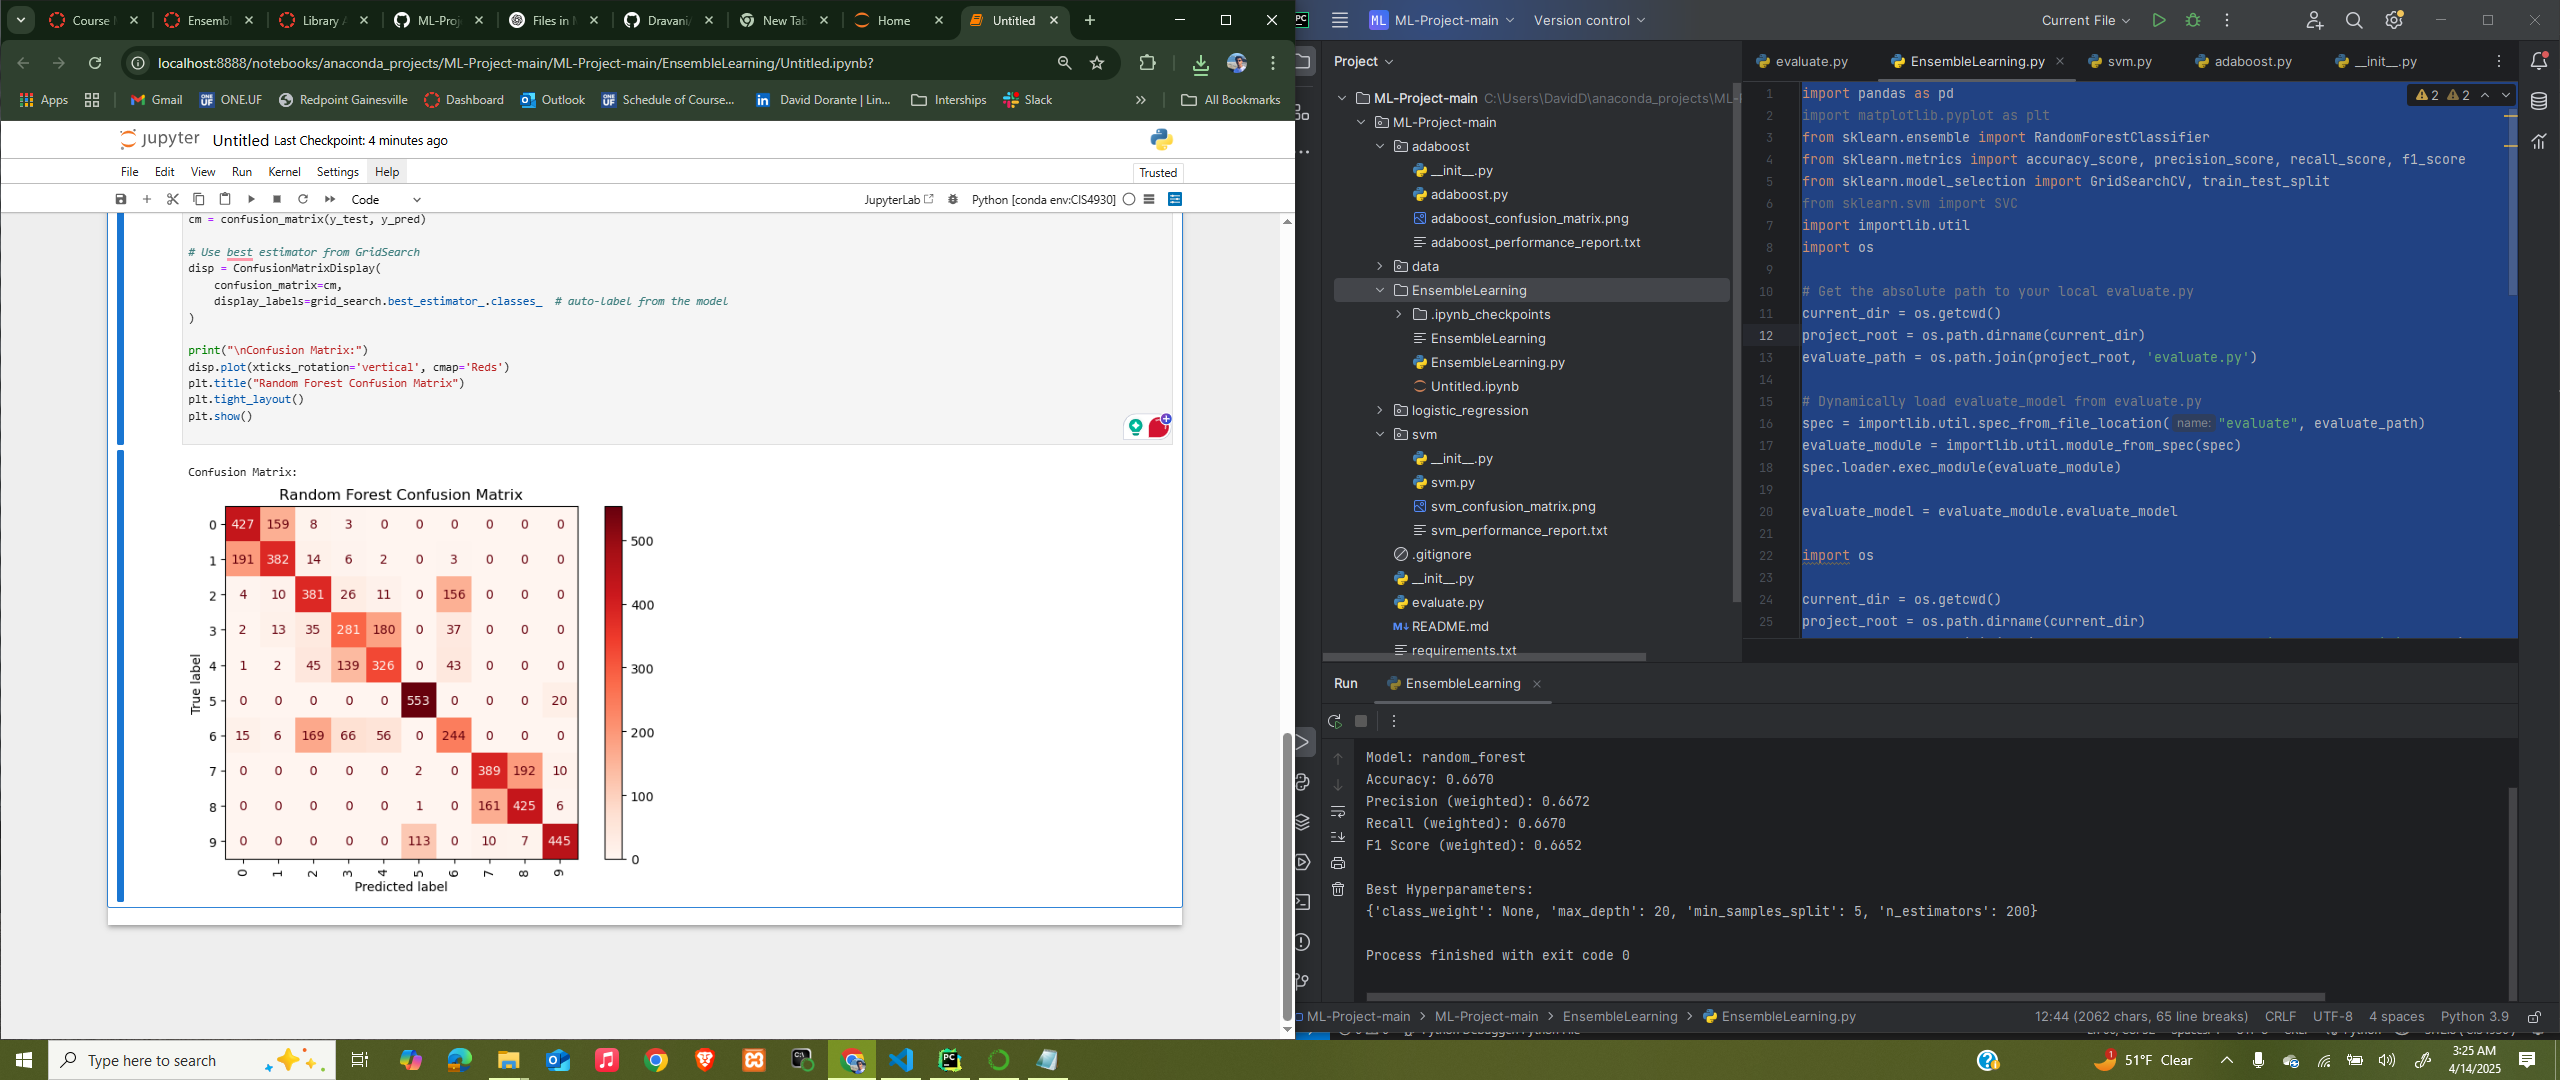 Course
Ensembl
Library A
ML-Proj
Files in M
Dravani/
New Tab
Home
Untitled
localhost:8888/notebooks/anaconda_projects/ML-Project-main/ML-Project-main/EnsembleLearning/Untitled.ipynb?
Apps
Gmail
ONE.UF
Redpoint Gainesville
Dashboard
Outlook
Schedule of Course...
David Dorante | Lin...
Interships
Slack
All Bookmarks
jupyter Untitled Last Checkpoint: 4 minutes ago
File Edit View Run Kernel Settings Help
Trusted
Code
JupyterLab
Python [conda env:CIS4930]
cm = confusion_matrix(y_test, y_pred)
# Use best estimator from GridSearch
disp = ConfusionMatrixDisplay(
confusion_matrix=cm,
display_labels=grid_search.best_estimator_.classes_ # auto-label from the model
)
print("\nConfusion Matrix:")
disp.plot(xticks_rotation='vertical', cmap='Reds')
plt.title("Random Forest Confusion Matrix")
plt.tight_layout()
plt.show()
Confusion Matrix:
Random Forest Confusion Matrix
0 427 159 8 3 0 0 0 0 0 0
1 191 382 14 6 2 0 3 0 0 0
2 4 10 381 26 11 0 156 0 0 0
3 2 13 35 281 180 0 37 0 0 0
4 1 2 45 139 326 0 43 0 0 0
5 0 0 0 0 0 553 0 0 0 20
6 15 6 169 66 56 0 244 0 0 0
7 0 0 0 0 0 2 0 389 192 10
8 0 0 0 0 0 1 0 161 425 6
9 0 0 0 0 0 113 0 10 7 445
0 1 2 3 4 5 6 7 8 9
True label
Predicted label
500
400
300
200
100
0
PC
ML ML-Project-main
Version control
Current File
Project
ML-Project-main C:\Users\DavidD\anaconda_projects\ML-
ML-Project-main
adaboost
__init__.py
adaboost.py
adaboost_confusion_matrix.png
adaboost_performance_report.txt
data
EnsembleLearning
.ipynb_checkpoints
EnsembleLearning
EnsembleLearning.py
Untitled.ipynb
logistic_regression
svm
__init__.py
svm.py
svm_confusion_matrix.png
svm_performance_report.txt
.gitignore
__init__.py
evaluate.py
README.md
requirements.txt
evaluate.py
EnsembleLearning.py
svm.py
adaboost.py
__init__.py
2 2
1 import pandas as pd
2 import matplotlib.pyplot as plt
3 from sklearn.ensemble import RandomForestClassifier
4 from sklearn.metrics import accuracy_score, precision_score, recall_score, f1_score
5 from sklearn.model_selection import GridSearchCV, train_test_split
6 from sklearn.svm import SVC
7 import importlib.util
8 import os
9
10 # Get the absolute path to your local evaluate.py
11 current_dir = os.getcwd()
12 project_root = os.path.dirname(current_dir)
13 evaluate_path = os.path.join(project_root, 'evaluate.py')
14
15 # Dynamically load evaluate_model from evaluate.py
16 spec = importlib.util.spec_from_file_location( name: "evaluate", evaluate_path)
17 evaluate_module = importlib.util.module_from_spec(spec)
18 spec.loader.exec_module(evaluate_module)
19
20 evaluate_model = evaluate_module.evaluate_model
21
22 import os
23
24 current_dir = os.getcwd()
25 project_root = os.path.dirname(current_dir)
Run
EnsembleLearning
Model: random_forest
Accuracy: 0.6670
Precision (weighted): 0.6672
Recall (weighted): 0.6670
F1 Score (weighted): 0.6652
Best Hyperparameters:
{'class_weight': None, 'max_depth': 20, 'min_samples_split': 5, 'n_estimators': 200}
Process finished with exit code 0
ML-Project-main > ML-Project-main > EnsembleLearning > EnsembleLearning.py
12:44 (2062 chars, 65 line breaks) CRLF UTF-8 4 spaces Python 3.9
Type here to search
51°F Clear
3:25 AM
4/14/2025